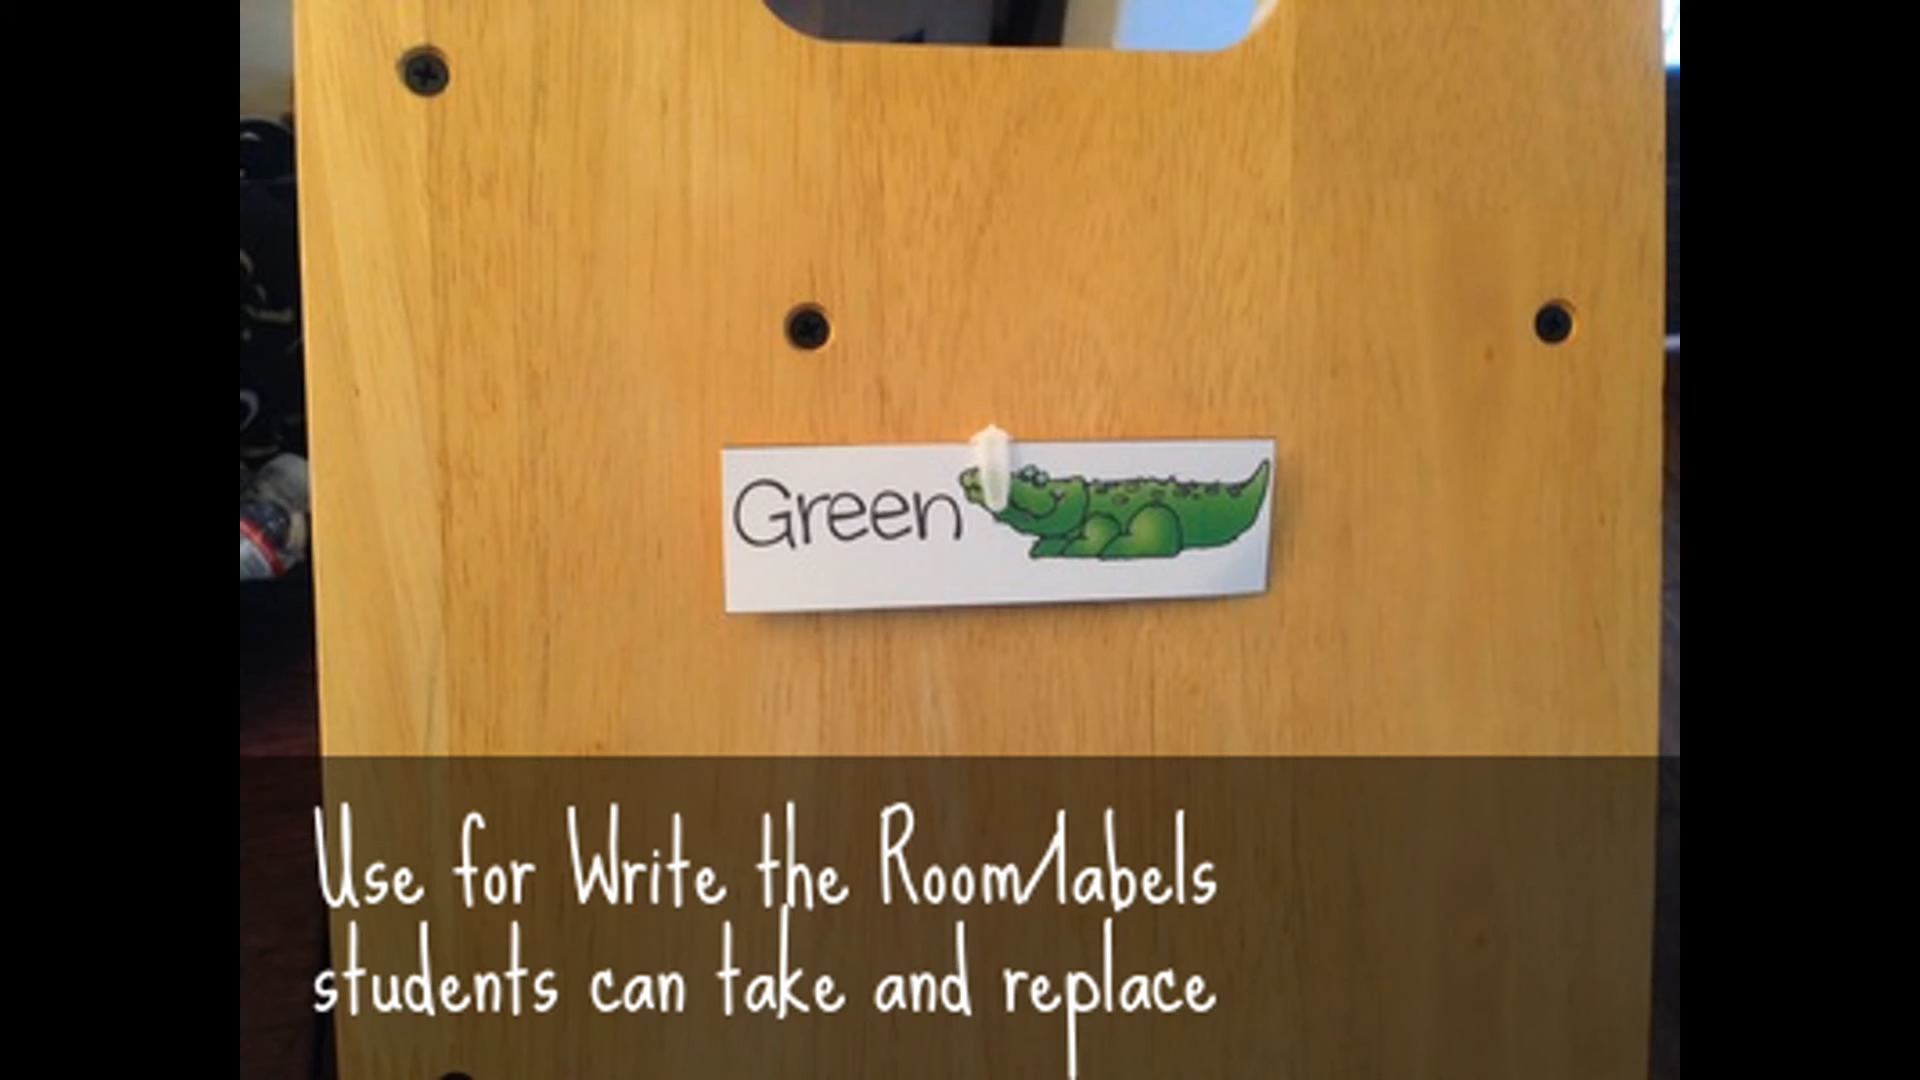 Green
Use for Write the Room/labels
students can take and replace